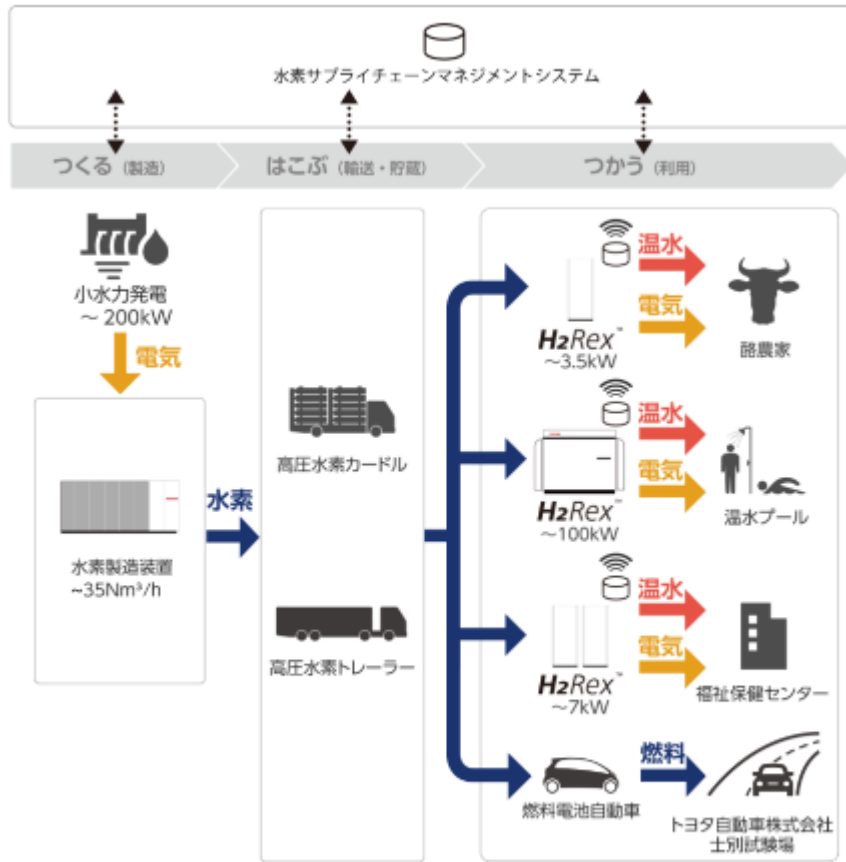 水素サプライチェーンマネジメントシステム
つくる（製造）
はこぶ（輸送・貯蔵）
つかう（利用）
小水力発電
～ 200kW
電気
水素製造装置
~35Nm³/h
水素
高圧水素カードル
高圧水素トレーラー
H2Rex™
～3.5kW
温水
電気
酪農家
H2Rex™
～100kW
温水
電気
温水プール
H2Rex™
～7kW
温水
電気
福祉保健センター
燃料電池自動車
燃料
トヨタ自動車株式会社
士別試験場